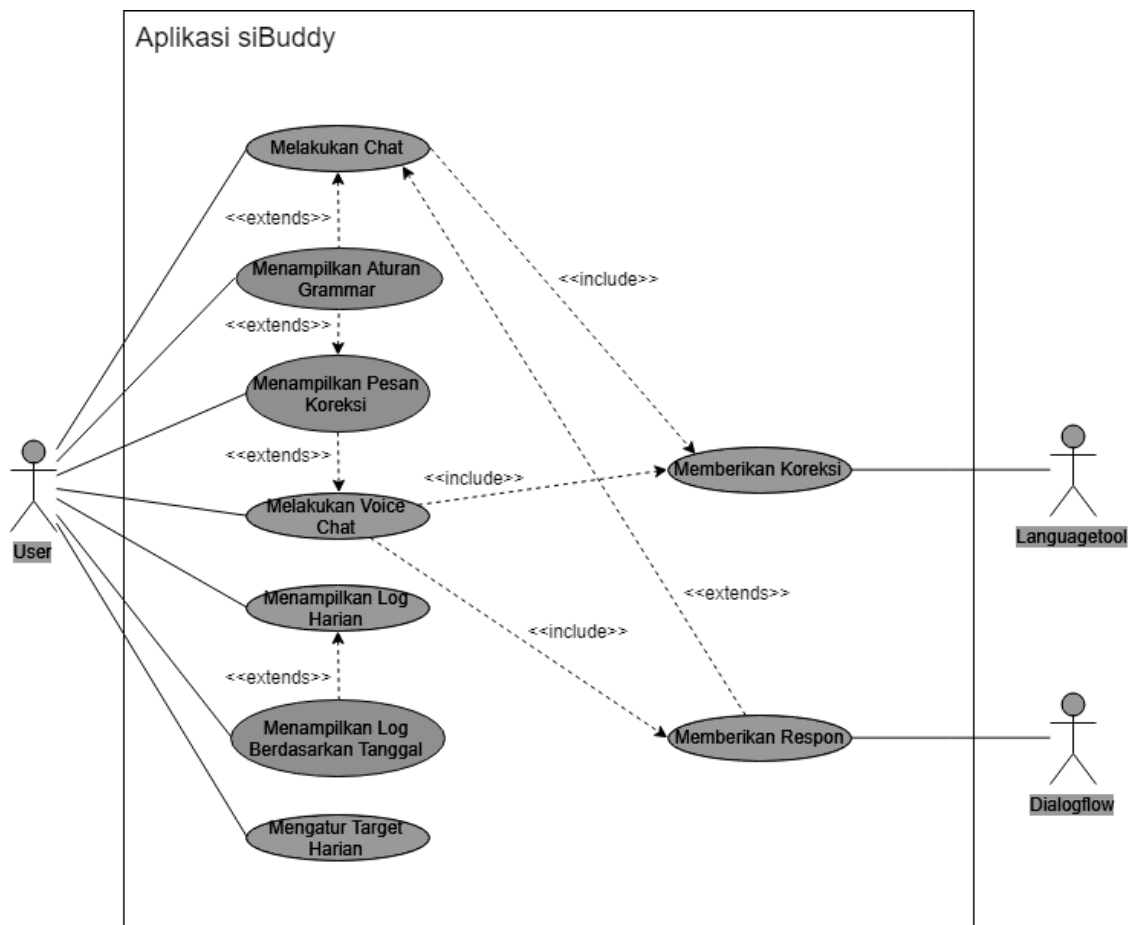 Aplikasi siBuddy
Melakukan Chat
<<extends>>
Menampilkan Aturan
Grammar
<<include>>
<<extends>>
Menampilkan Pesan
Koreksi
<<extends>>
Melakukan Voice
Chat
<<include>>
Memberikan Koreksi
Languagetool
User
Menampilkan Log
Harian
<<extends>>
<<include>>
<<extends>>
Menampilkan Log
Berdasarkan Tanggal
Memberikan Respon
Dialogflow
Mengatur Target
Harian